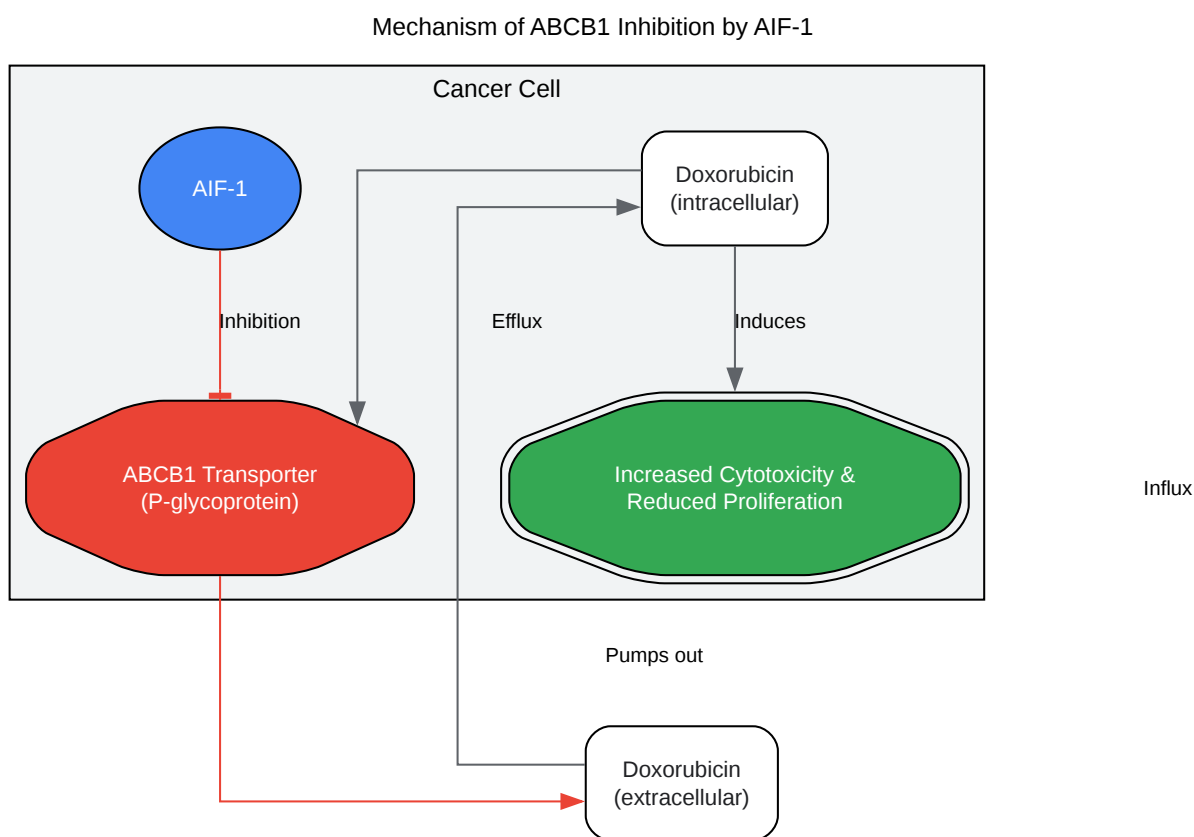 Mechanism of ABCB1 Inhibition by AIF-1
Cancer Cell
AIF-1
Doxorubicin
(intracellular)
Inhibition
Efflux
Induces
ABCB1 Transporter
(P-glycoprotein)
Increased Cytotoxicity &
Reduced Proliferation
Influx
Pumps out
Doxorubicin
(extracellular)